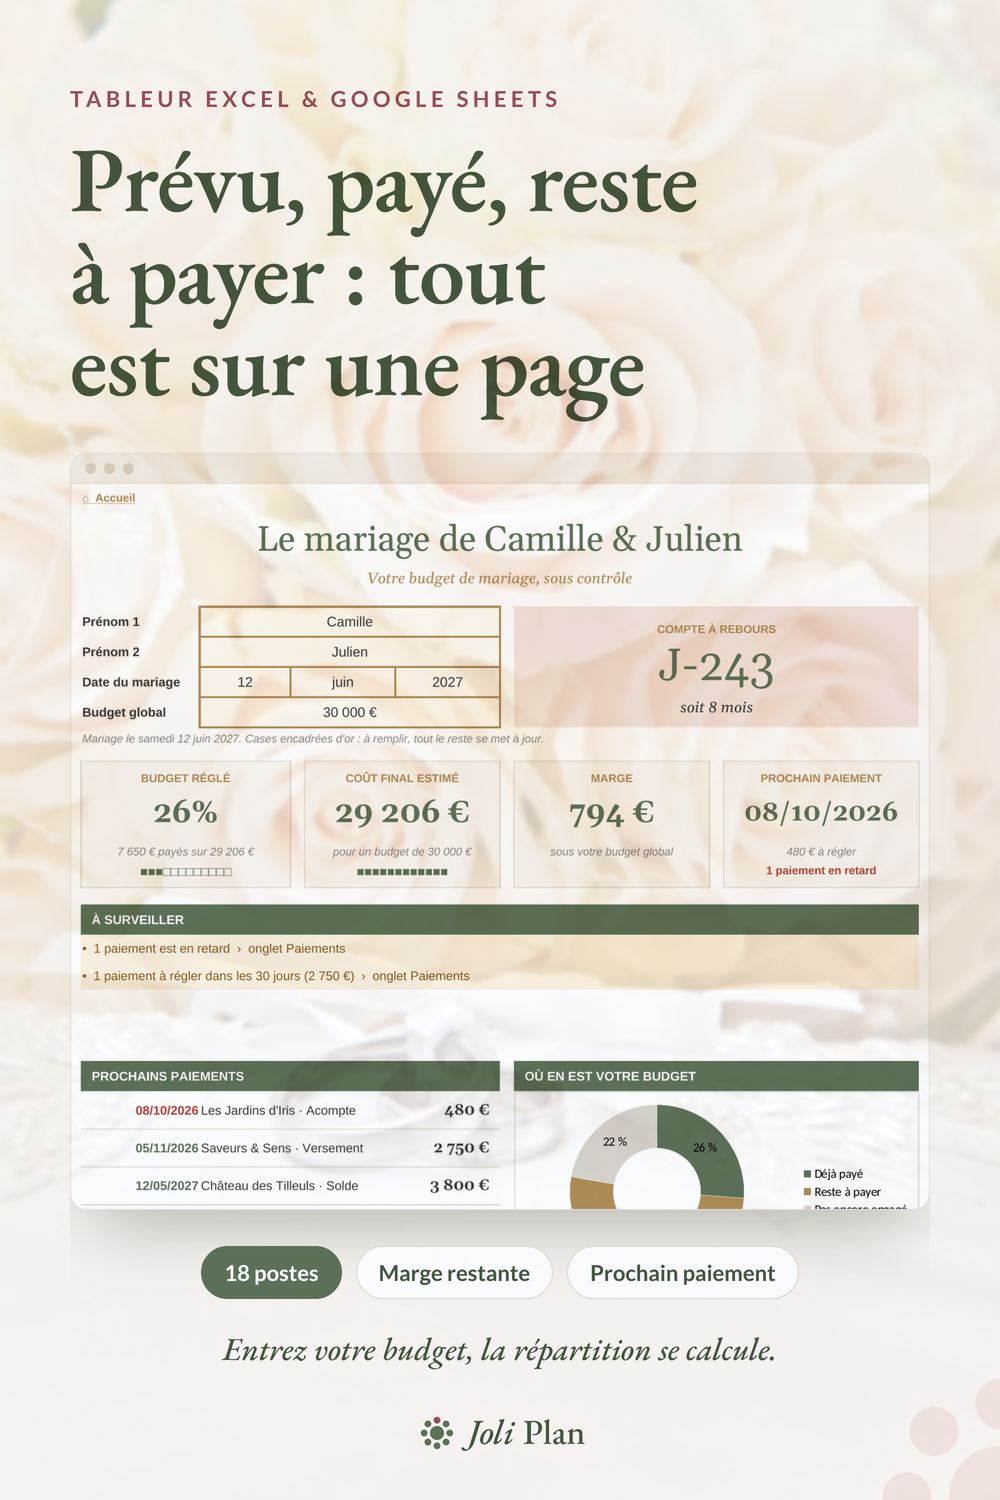 TABLEUR EXCEL & GOOGLE SHEETS
Prévu, payé, reste
à payer : tout
est sur une page
⌂ Accueil
Le mariage de Camille & Julien
Votre budget de mariage, sous contrôle
Prénom 1 Camille
Prénom 2 Julien
Date du mariage 12 juin 2027
Budget global 30 000 €
COMPTE À REBOURS
J-243
soit 8 mois
Mariage le samedi 12 juin 2027. Cases encadrées d'or : à remplir, tout le reste se met à jour.
BUDGET RÉGLÉ
26%
7 650 € payés sur 29 206 €
COÛT FINAL ESTIMÉ
29 206 €
pour un budget de 30 000 €
MARGE
794 €
sous votre budget global
PROCHAIN PAIEMENT
08/10/2026
480 € à régler
1 paiement en retard
À SURVEILLER
• 1 paiement est en retard › onglet Paiements
• 1 paiement à régler dans les 30 jours (2 750 €) › onglet Paiements
PROCHAINS PAIEMENTS
08/10/2026 Les Jardins d'Iris · Acompte 480 €
05/11/2026 Saveurs & Sens · Versement 2 750 €
12/05/2027 Château des Tilleuls · Solde 3 800 €
OÙ EN EST VOTRE BUDGET
22 %
26 %
Déjà payé
Reste à payer
Pas encore engagé
18 postes
Marge restante
Prochain paiement
Entrez votre budget, la répartition se calcule.
Joli Plan